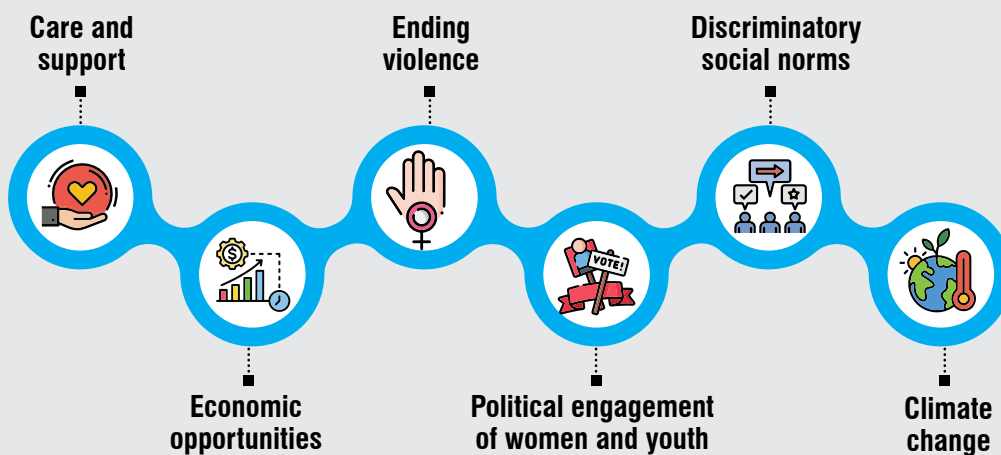 Care and
support
Ending
violence
Discriminatory
social norms
$
VOTE!
Economic
opportunities
Political engagement
of women and youth
Climate
change